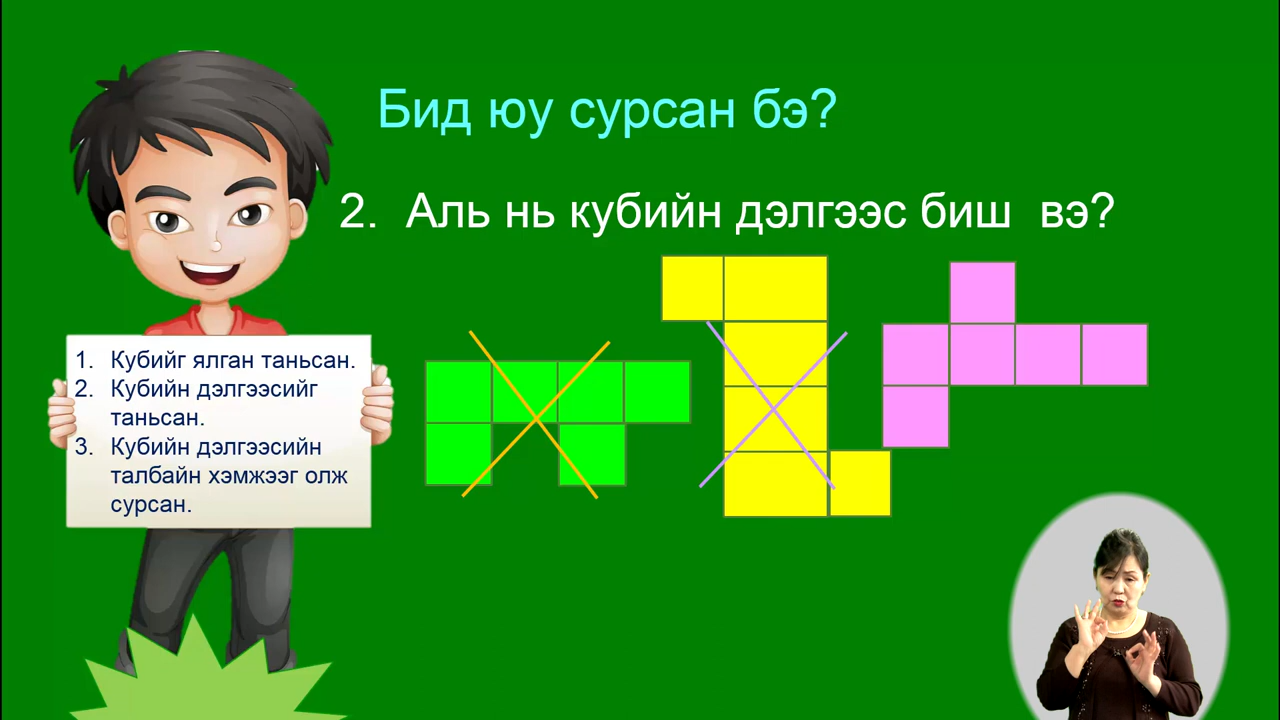 Бид юу сурсан бэ?
2. Аль нь кубийн дэлгээс биш вэ?
1. Кубийг ялган таньсан.
2. Кубийн дэлгээсийг
таньсан.
3. Кубийн дэлгээсийн
талбайн хэмжээг олж
сурсан.